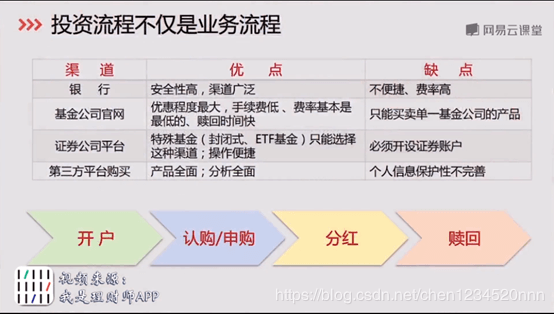 投资流程不仅是业务流程
网易云课堂
渠 道 优 点 缺 点
银 行 安全性高，渠道广泛 不便捷、费率高
基金公司官网 优惠程度最大，手续费低 、费率基本是
最低的、赎回时间快 只能买卖单一基金公司的产品
证券公司平台 特殊基金（封闭式、ETF基金）只能选择
这种渠道；操作便捷 必须开设证券账户
第三方平台购买 产品全面；分析全面 个人信息保护性不完善
开 户 认购/申购 分红 赎回
视频来源：
我是理财师APP
https://blog.csdn.net/chen1234520nnn